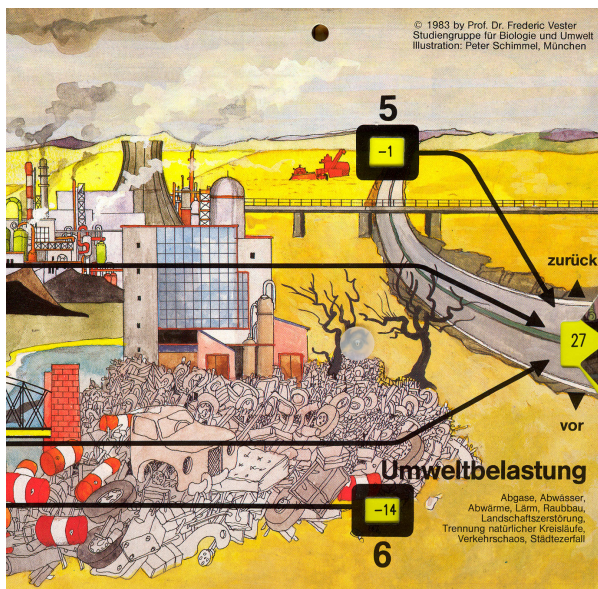 © 1983 by Prof. Dr. Frederic Vester
Studiengruppe für Biologie und Umwelt
Illustration: Peter Schimmel, München
5
-1
zurück
27
vor
Umweltbelastung
Abgase, Abwässer,
Abwärme, Lärm, Raubbau,
Landschaftszerstörung,
Trennung natürlicher Kreisläufe,
Verkehrschaos, Städtezerfall
-14
6